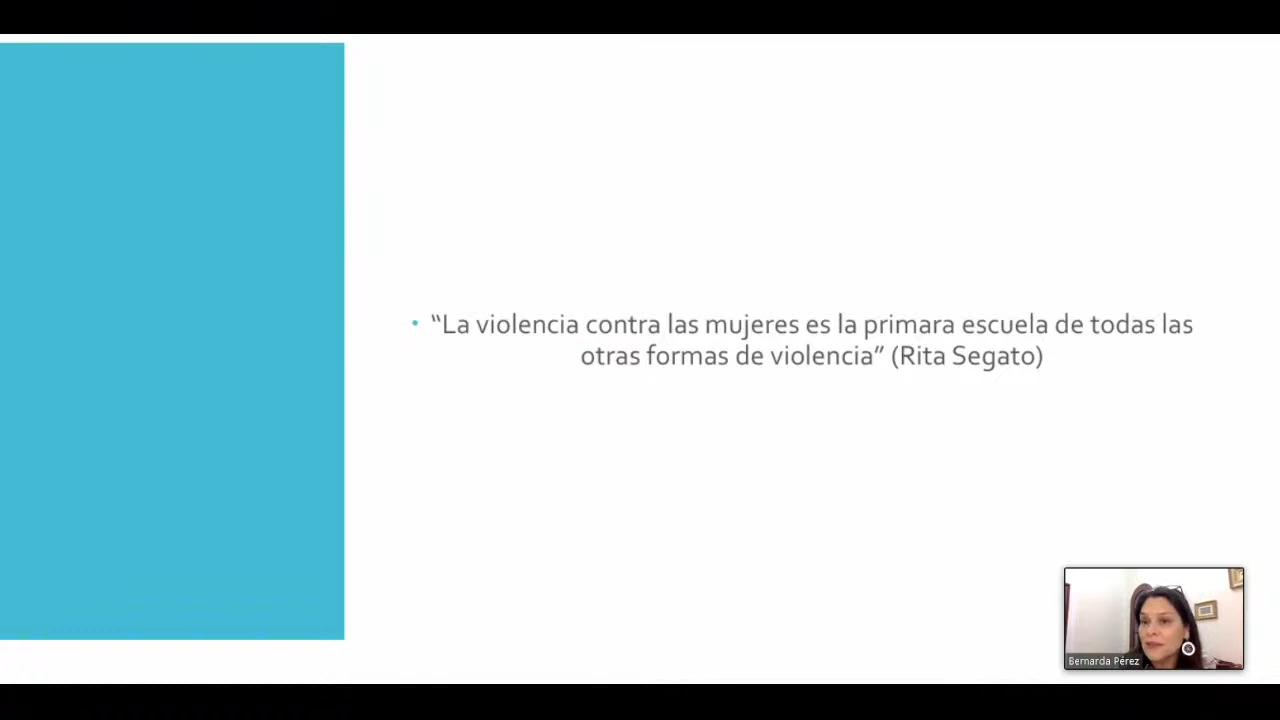 • “La violencia contra las mujeres es la primara escuela de todas las
otras formas de violencia” (Rita Segato)
Bernarda Pérez